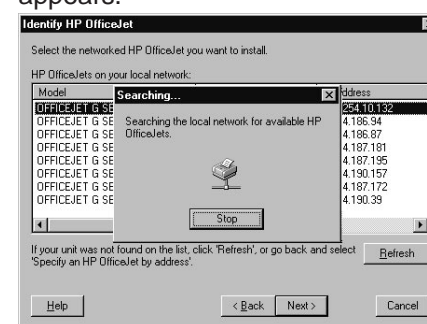 appears.
Identify HP OfficeJet
Select the networked HP OfficeJet you want to install.
HP OfficeJets on your local network:
Model
ddress
Searching...
OFFICEJET G SE
254.10.132
OFFICEJET G SE
4.186.94
OFFICEJET G SE
4.186.87
OFFICEJET G SE
4.187.181
OFFICEJET G SE
4.187.195
OFFICEJET G SE
4.190.157
OFFICEJET G SE
4.187.172
OFFICEJET G SE
4.190.39
Searching the local network for available HP
OfficeJets.
Stop
If your unit was not found on the list, click 'Refresh', or go back and select
'Specify an HP OfficeJet by address'.
Refresh
Help
< Back
Next >
Cancel